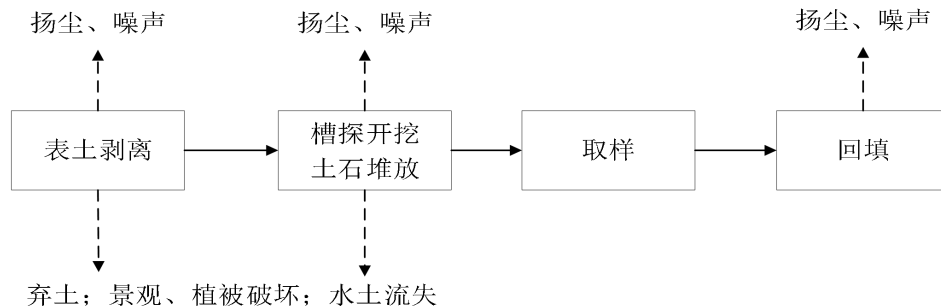 扬尘、噪声
扬尘、噪声
扬尘、噪声
表土剥离
槽探开挖
土石堆放
取样
回填
弃土；景观、植被破坏；水土流失